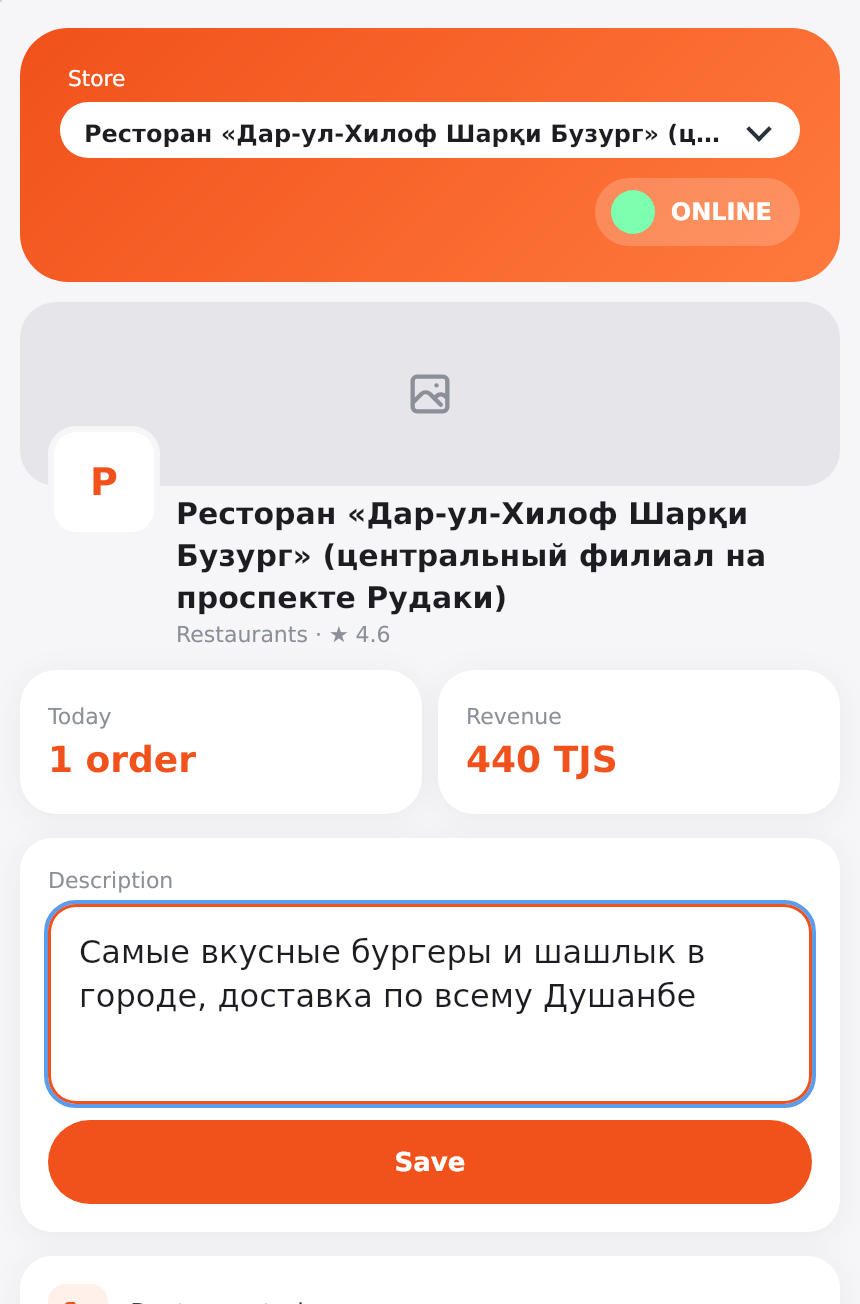 Store
Ресторан «Дар-ул-Хилоф Шарқи Бузург» (ц...
ONLINE
Р
Ресторан «Дар-ул-Хилоф Шарқи
Бузург» (центральный филиал на
проспекте Рудаки)
Restaurants · ★ 4.6
Today
Revenue
1 order
440 TJS
Description
Самые вкусные бургеры и шашлык в
городе, доставка по всему Душанбе
Save